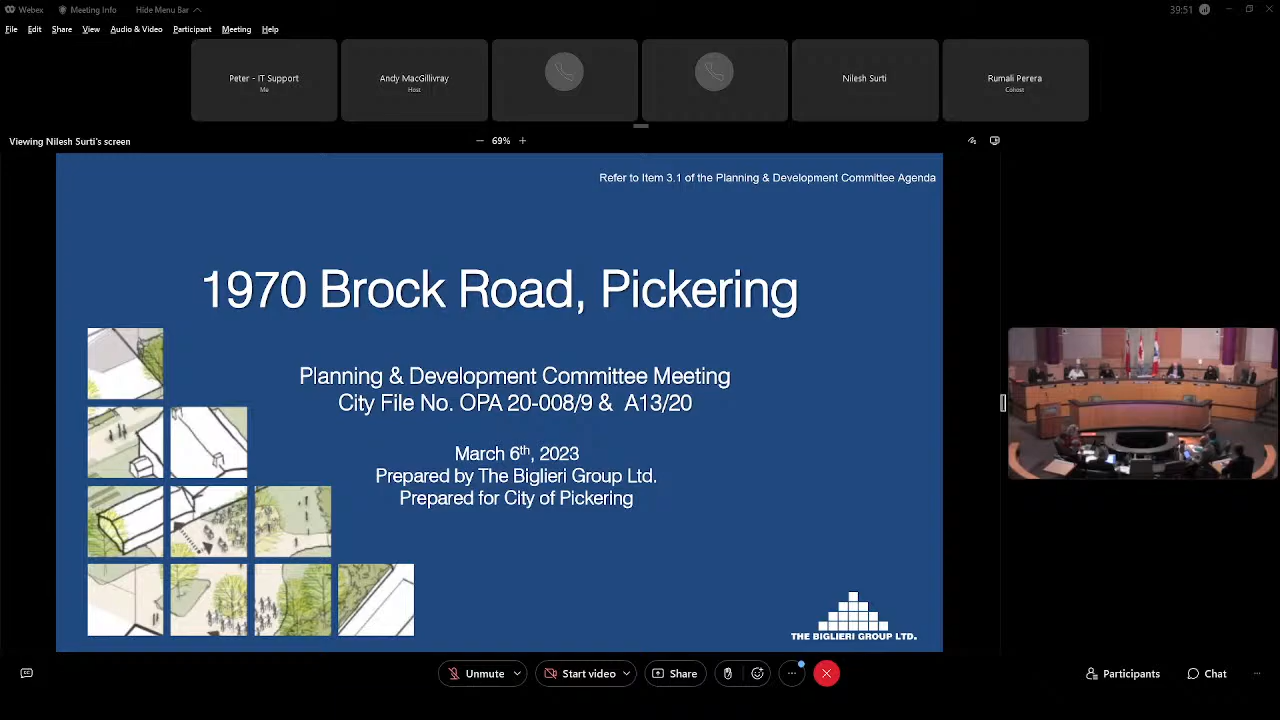 Webex
Meeting Info
Hide Menu Bar
39:51
File
Edit
Share
View
Audio & Video
Participant
Meeting
Help
Peter - IT Support
Me
Andy MacGillivray
Host
Nilesh Surti
Rumali Perera
Cohost
Viewing Nilesh Surti's screen
69%
Refer to Item 3.1 of the Planning & Development Committee Agenda
1970 Brock Road, Pickering
Planning & Development Committee Meeting
City File No. OPA 20-008/9 & A13/20
March 6th, 2023
Prepared by The Biglieri Group Ltd.
Prepared for City of Pickering
THE BIGLIERI GROUP LTD.
Unmute
Start video
Share
Participants
Chat